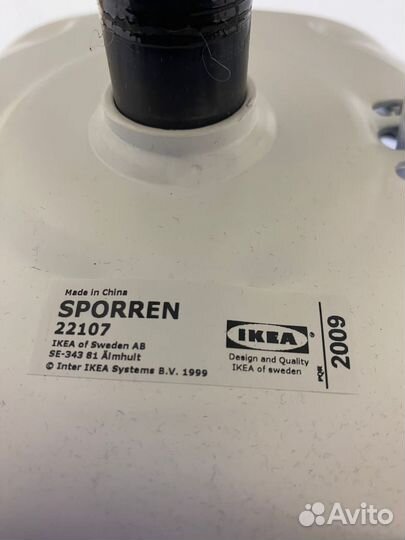 Made in China
SPORREN
22107
IKEA of Sweden AB
SE-343 81 Älmhult
© Inter IKEA Systems B.V. 1999
IKEA ®
Design and Quality
IKEA of sweden
PQR
2009
Avito